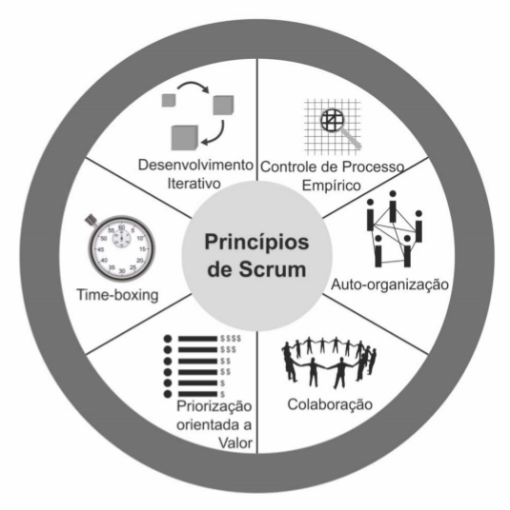 Desenvolvimento
Iterativo
Controle de Processo
Empírico
Princípios
de Scrum
Time-boxing
Auto-organização
$$$$
$$$
$$
$$
$
$
Priorização
orientada a
Valor
Colaboração